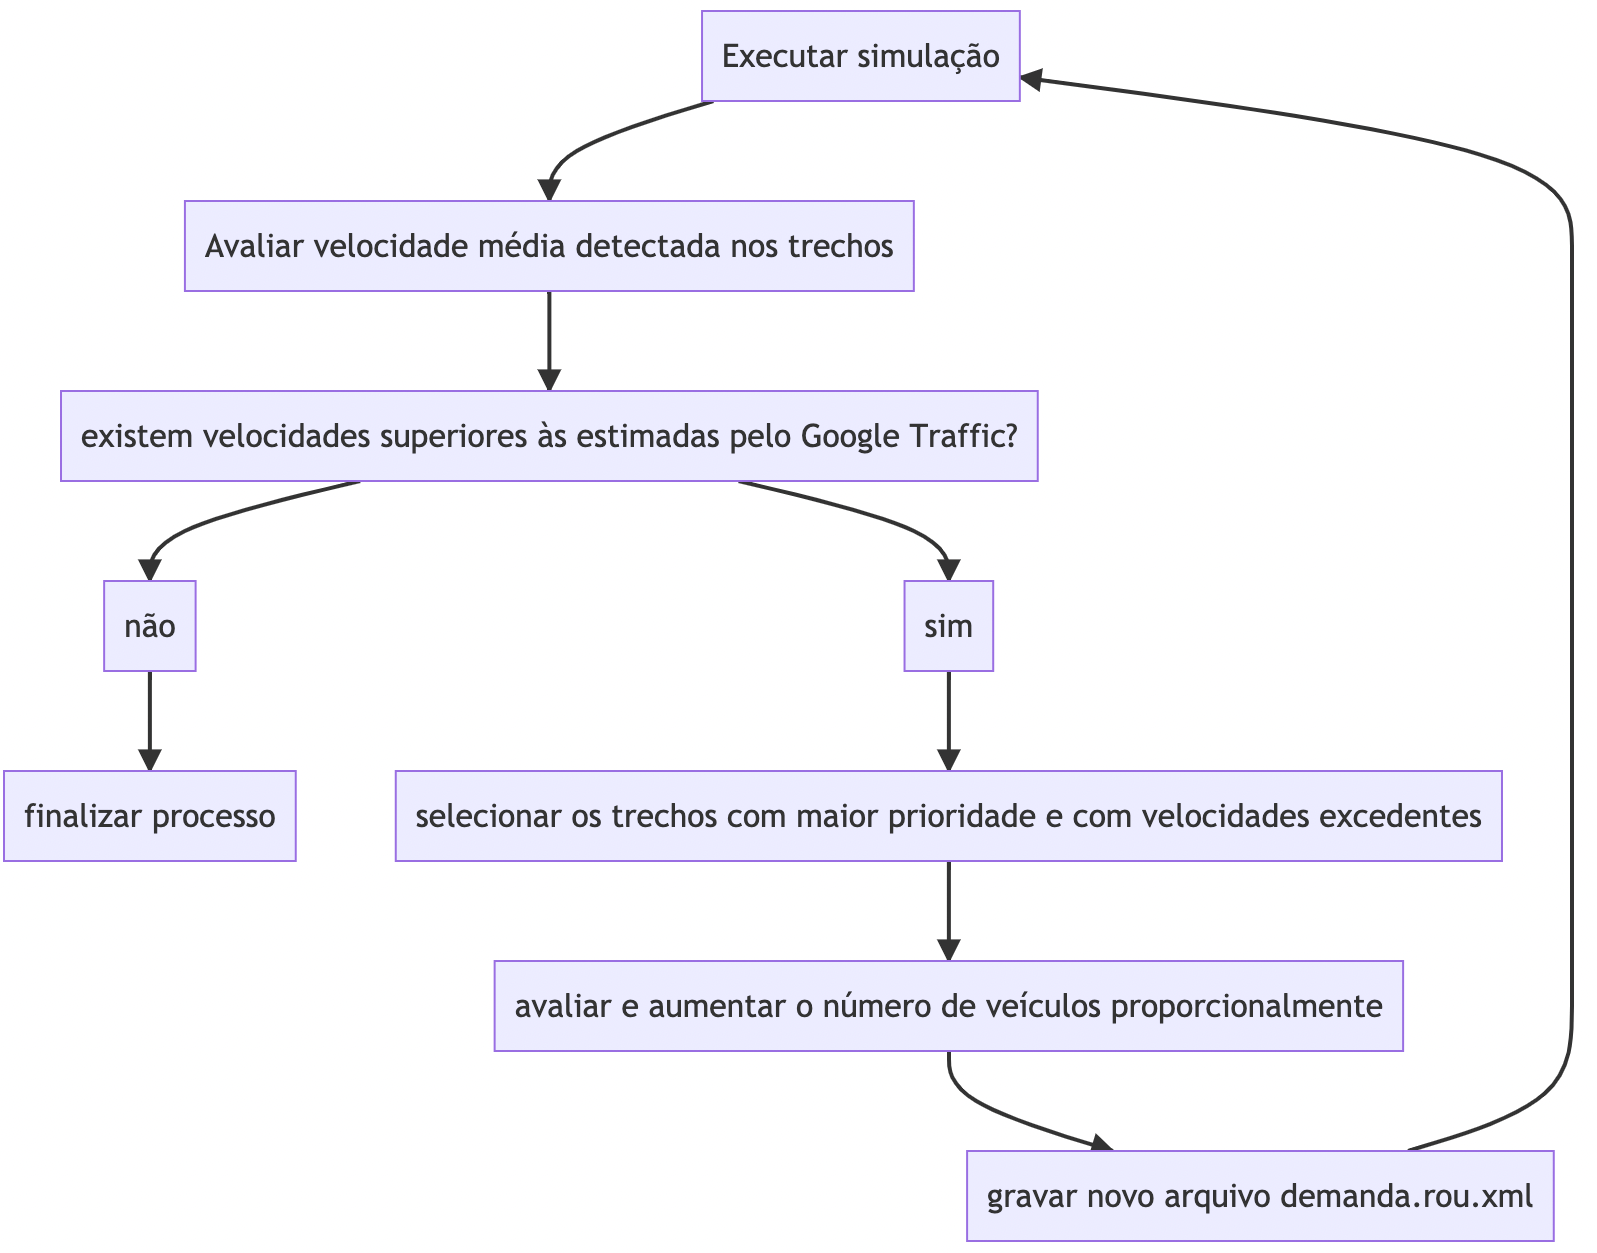 Executar simulação
Avaliar velocidade média detectada nos trechos
existem velocidades superiores às estimadas pelo Google Traffic?
não
sim
finalizar processo
selecionar os trechos com maior prioridade e com velocidades excedentes
avaliar e aumentar o número de veículos proporcionalmente
gravar novo arquivo demanda.rou.xml